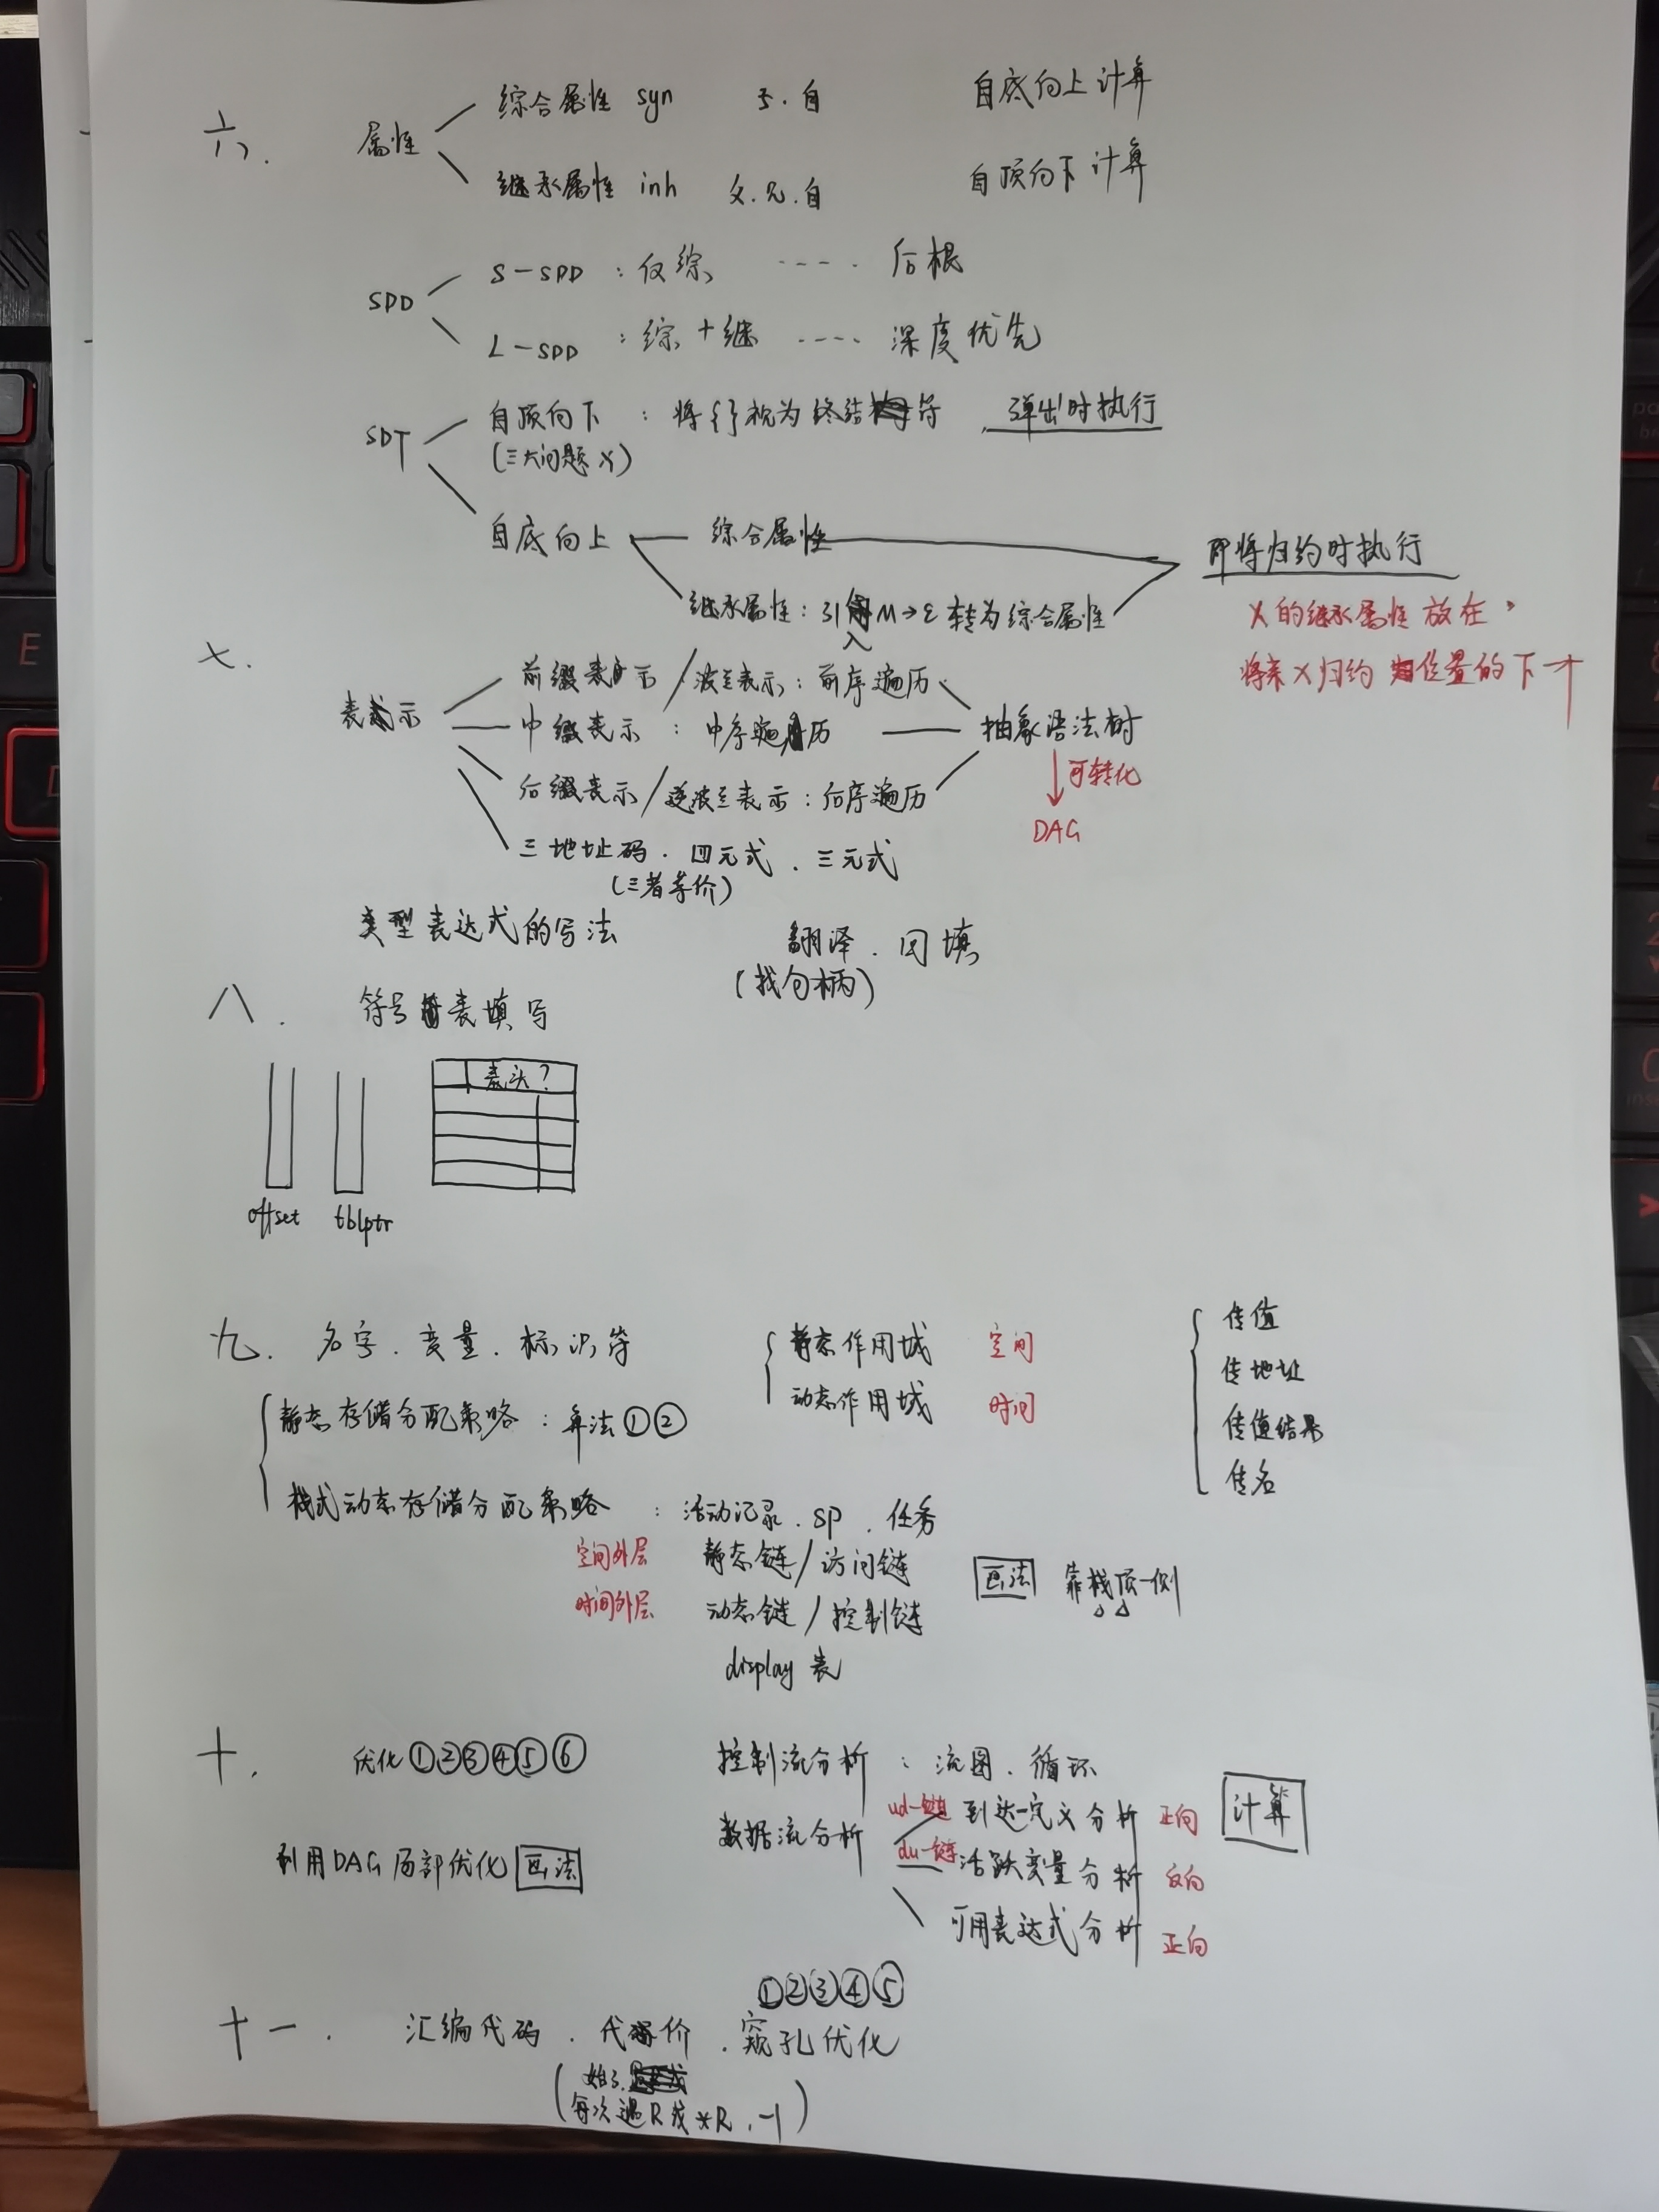 六、 属性 综合属性 syn 子、自 自底向上计算
继承属性 inh 父、兄、自 自顶向下计算
SDD S-SDD : 仅综 ---- 后根
L-SDD : 综+继 ---- 深度优先
SDT 自顶向下 : 将{}视为终结符、弹出时执行
(三大问题×)
自底向上 综合属性 即将归约时执行
继承属性: 引入M→ε转为综合属性
X的继承属性放在
将来X归约位置的下一个
七、 表示 前缀表示/波兰表示: 前序遍历
中缀表示 : 中序遍历 抽象语法树
后缀表示/逆波兰表示: 后序遍历
可转化
DAG
三地址码、四元式、三元式
(三者等价)
类型表达式的写法 翻译、回填
(找句柄)
八、 符号表填写
表头?
offset tblptr
九、 名字、变量、标识符
静态作用域 空间
动态作用域 时间
传值
传地址
传值结果
传名
静态存储分配策略 : 算法①②
栈式动态存储分配策略 : 活动记录、sp、任务
空间外层 静态链/访问链 画法 靠栈顶一侧
时间外层 动态链/控制链
display 表
十、 优化①②③④⑤⑥ 控制流分析 : 流图、循环
数据流分析 ud-链 到达-定义分析 正向 计算
利用DAG局部优化 画法 du-链 活跃变量分析 反向
可用表达式分析 正向
①②③④⑤
十一、 汇编代码、代价、窥孔优化
(始3、
每次遇R或*R,-1)